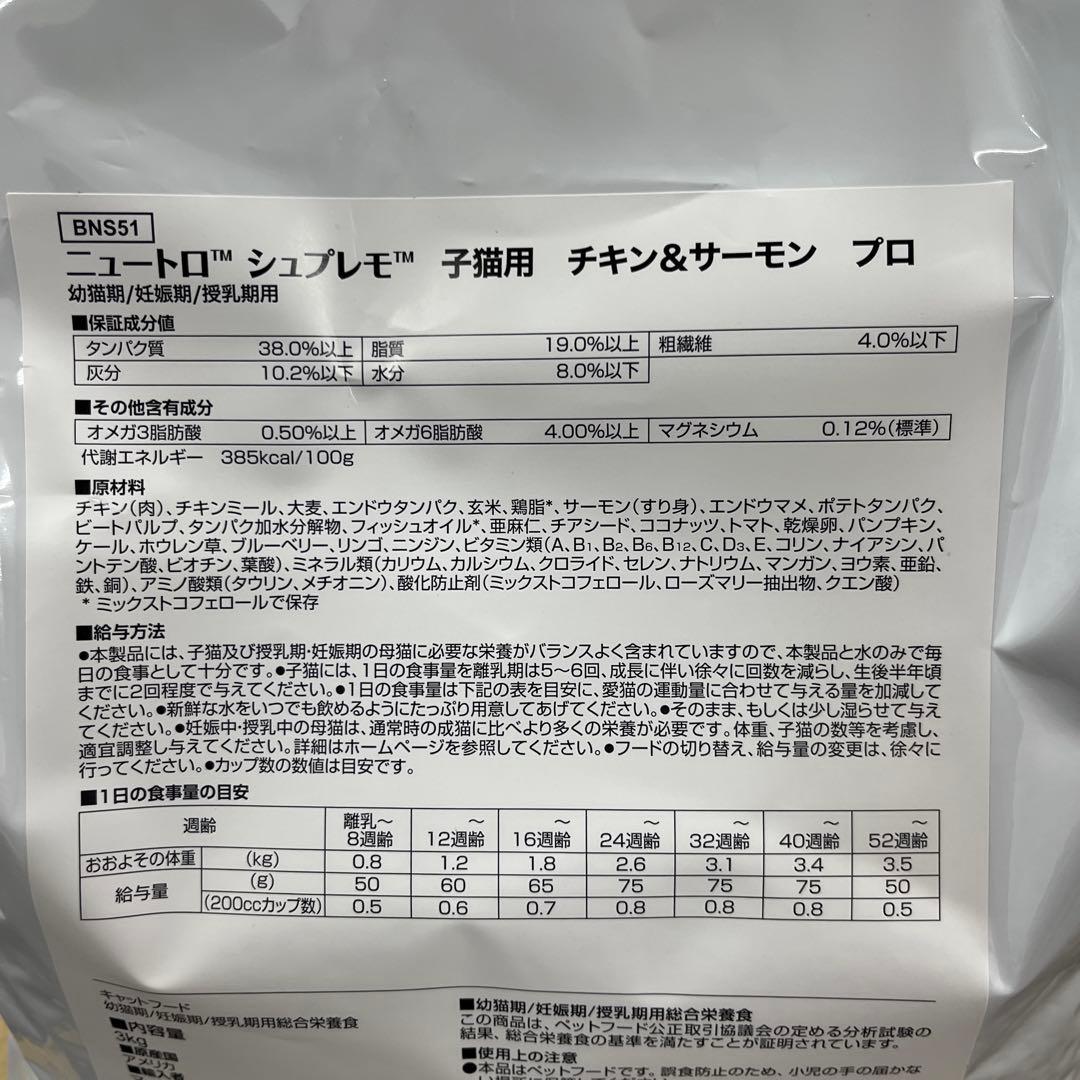 BNS51
ニュートロ™ シュプレモ™ 子猫用 チキン&サーモン プロ
幼猫期/妊娠期/授乳期用
■保証成分値
タンパク質 38.0%以上 脂質 19.0%以上 粗繊維 4.0%以下
灰分 10.2%以下 水分 8.0%以下
■その他含有成分
オメガ3脂肪酸 0.50%以上 オメガ6脂肪酸 4.00%以上 マグネシウム 0.12%(標準)
代謝エネルギー 385kcal/100g
■原材料
チキン(肉)、チキンミール、大麦、エンドウタンパク、玄米、鶏脂*、サーモン(すり身)、エンドウマメ、ポテトタンパク、
ビートパルプ、タンパク加水分解物、フィッシュオイル*、亜麻仁、チアシード、ココナッツ、トマト、乾燥卵、パンプキン、
ケール、ホウレン草、ブルーベリー、リンゴ、ニンジン、ビタミン類(A、B1、B2、B6、B12、C、D3、E、コリン、ナイアシン、パ
ントテン酸、ビオチン、葉酸)、ミネラル類(カリウム、カルシウム、クロライド、セレン、ナトリウム、マンガン、ヨウ素、亜鉛、
鉄、銅)、アミノ酸類(タウリン、メチオニン)、酸化防止剤(ミックストコフェロール、ローズマリー抽出物、クエン酸)
* ミックストコフェロールで保存
■給与方法
●本製品には、子猫及び授乳期・妊娠期の母猫に必要な栄養がバランスよく含まれていますので、本製品と水のみで毎
日の食事として十分です。●子猫には、1日の食事量を離乳期は5〜6回、成長に伴い徐々に回数を減らし、生後半年頃
までに2回程度で与えてください。●1日の食事量は下記の表を目安に、愛猫の運動量に合わせて与える量を加減して
ください。●新鮮な水をいつでも飲めるようにたっぷり用意してあげてください。●そのまま、もしくは少し湿らせて与え
てください。●妊娠中・授乳中の母猫は、通常時の成猫に比べより多くの栄養が必要です。体重、子猫の数等を考慮し、
適宜調整し与えてください。詳細はホームページを参照してください。●フードの切り替え、給与量の変更は、徐々に
行ってください。●カップ数の数値は目安です。
■1日の食事量の目安
週齢 離乳〜 8週齢 〜 12週齢 〜 16週齢 〜 24週齢 〜 32週齢 〜 40週齢 〜 52週齢
おおよその体重 (kg) 0.8 1.2 1.8 2.6 3.1 3.4 3.5
給与量 (g) 50 60 65 75 75 75 50
(200ccカップ数) 0.5 0.6 0.7 0.8 0.8 0.8 0.5
キャットフード
幼猫期/妊娠期/授乳期用総合栄養食
■内容量
3kg
■原産国
アメリカ
■輸入者
■幼猫期/妊娠期/授乳期用総合栄養食
この商品は、ペットフード公正取引協議会の定める分析試験の
結果、総合栄養食の基準を満たすことが証明されています。
■使用上の注意
●本品はペットフードです。誤食防止のため、小児の手の届かな